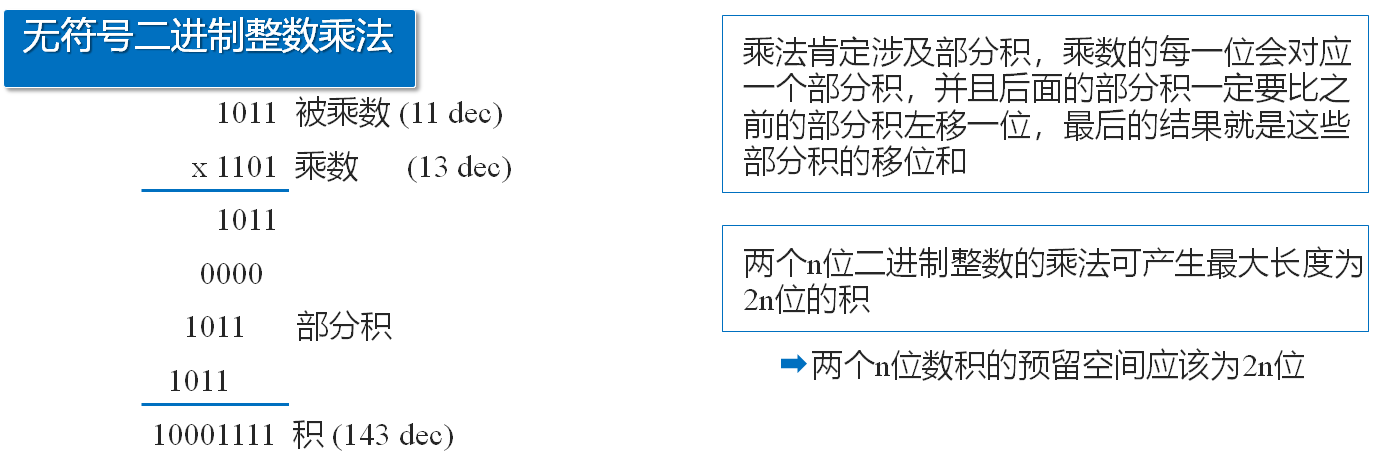 无符号二进制整数乘法
1011 被乘数 (11 dec)
x 1101 乘数 (13 dec)
1011
0000
1011 部分积
1011
10001111 积 (143 dec)
乘法肯定涉及部分积，乘数的每一位会对应
一个部分积，并且后面的部分积一定要比之
前的部分积左移一位，最后的结果就是这些
部分积的移位和
两个n位二进制整数的乘法可产生最大长度为
2n位的积
➡两个n位数积的预留空间应该为2n位